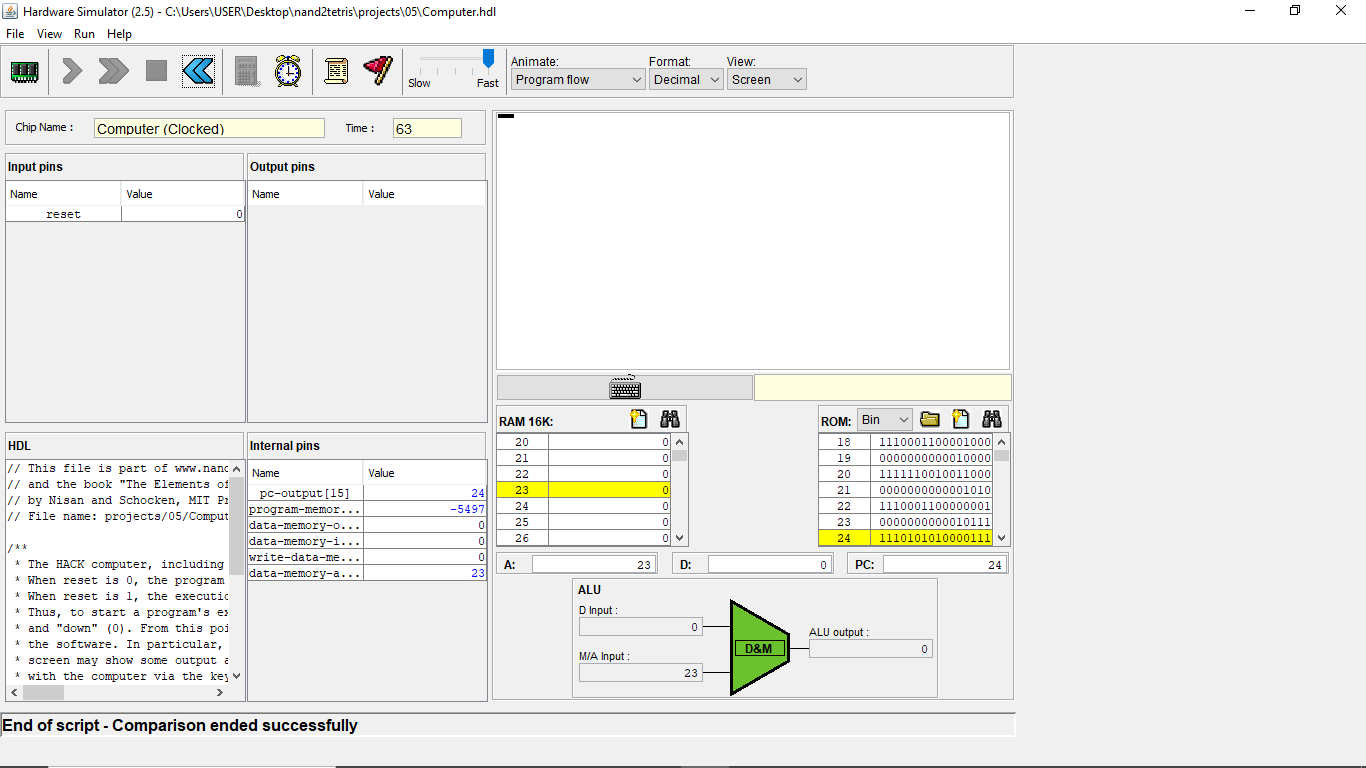 Hardware Simulator (2.5) - C:\Users\USER\Desktop\nand2tetris\projects\05\Computer.hdl
File View Run Help
Slow Fast
Animate: Format: View:
Program flow Decimal Screen
Chip Name : Computer (Clocked) Time : 63
Input pins
Name Value
reset 0
Output pins
Name Value
HDL
// This file is part of www.nand
// and the book "The Elements of
// by Nisan and Schocken, MIT Pr
// File name: projects/05/Comput
/**
* The HACK computer, including
* When reset is 0, the program
* When reset is 1, the executio
* Thus, to start a program's ex
* and "down" (0). From this poi
* the software. In particular,
* screen may show some output a
* with the computer via the key
Internal pins
Name Value
pc-output[15] 24
program-memor... -5497
data-memory-o... 0
data-memory-i... 0
write-data-me... 0
data-memory-a... 23
RAM 16K:
20 0
21 0
22 0
23 0
24 0
25 0
26 0
ROM: Bin
18 1110001100001000
19 0000000000010000
20 1111110010011000
21 0000000000001010
22 1110001100000001
23 0000000000010111
24 1110101010000111
A: 23 D: 0 PC: 24
ALU
D Input :
0
M/A Input :
23
D&M
ALU output :
0
End of script - Comparison ended successfully